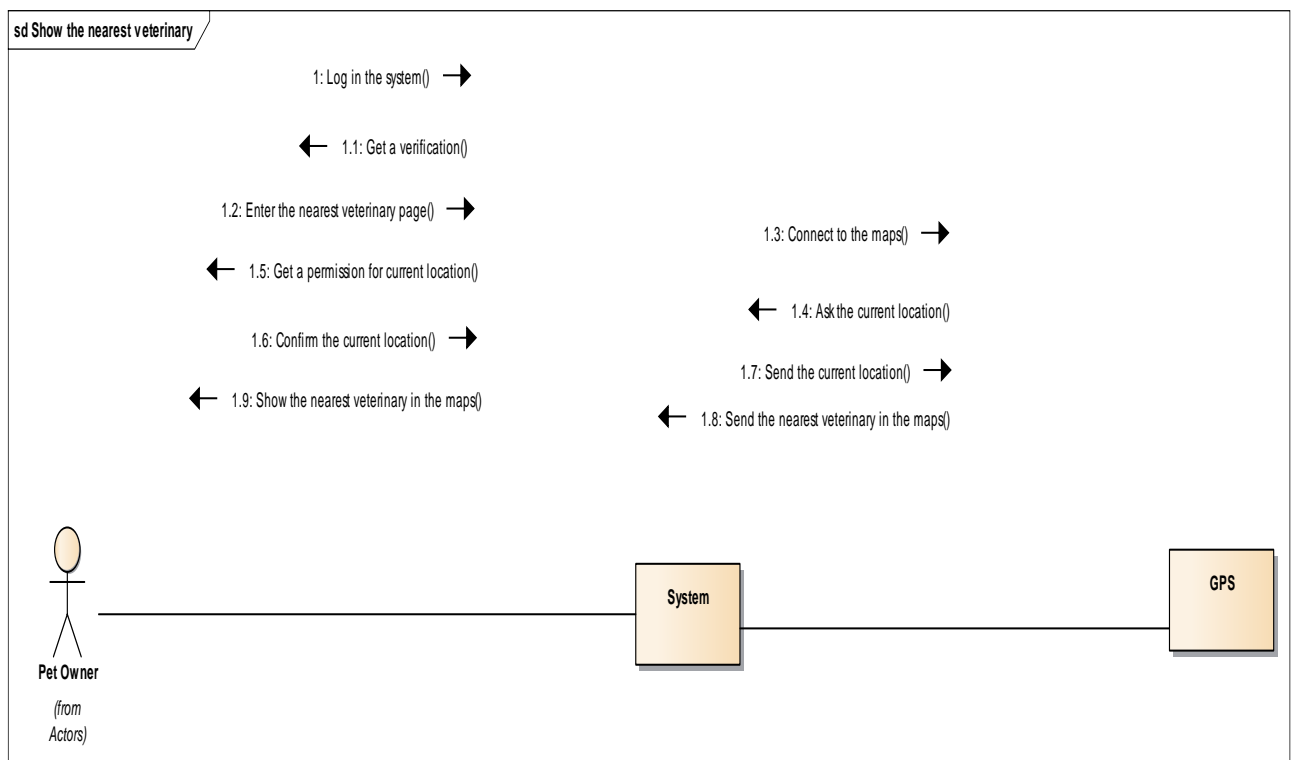 sd Show the nearest veterinary
1: Log in the system()
1.1: Get a verification()
1.2: Enter the nearest veterinary page()
1.3: Connect to the maps()
1.5: Get a permission for current location()
1.4: Ask the current location()
1.6: Confirm the current location()
1.7: Send the current location()
1.9: Show the nearest veterinary in the maps()
1.8: Send the nearest veterinary in the maps()
System
GPS
Pet Owner
(from
Actors)